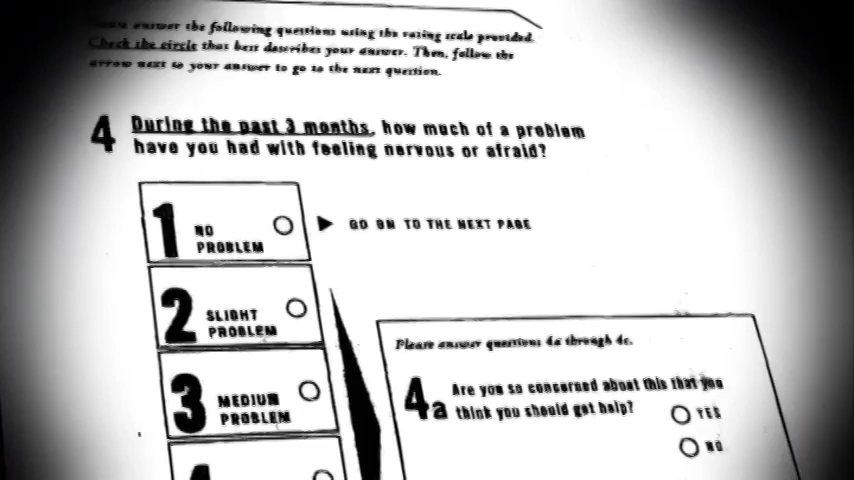 answer the following questions using the rating scale provided.
Check the circle that best describes your answer. Then, follow the
arrow next to your answer to go to the next question.
4 During the past 3 months, how much of a problem
have you had with feeling nervous or afraid?
1 NO
PROBLEM
GO ON TO THE NEXT PAGE
2 SLIGHT
PROBLEM
3 MEDIUM
PROBLEM
Please answer questions 4a through 4c.
4a Are you so concerned about this that you
think you should get help?
YES
NO